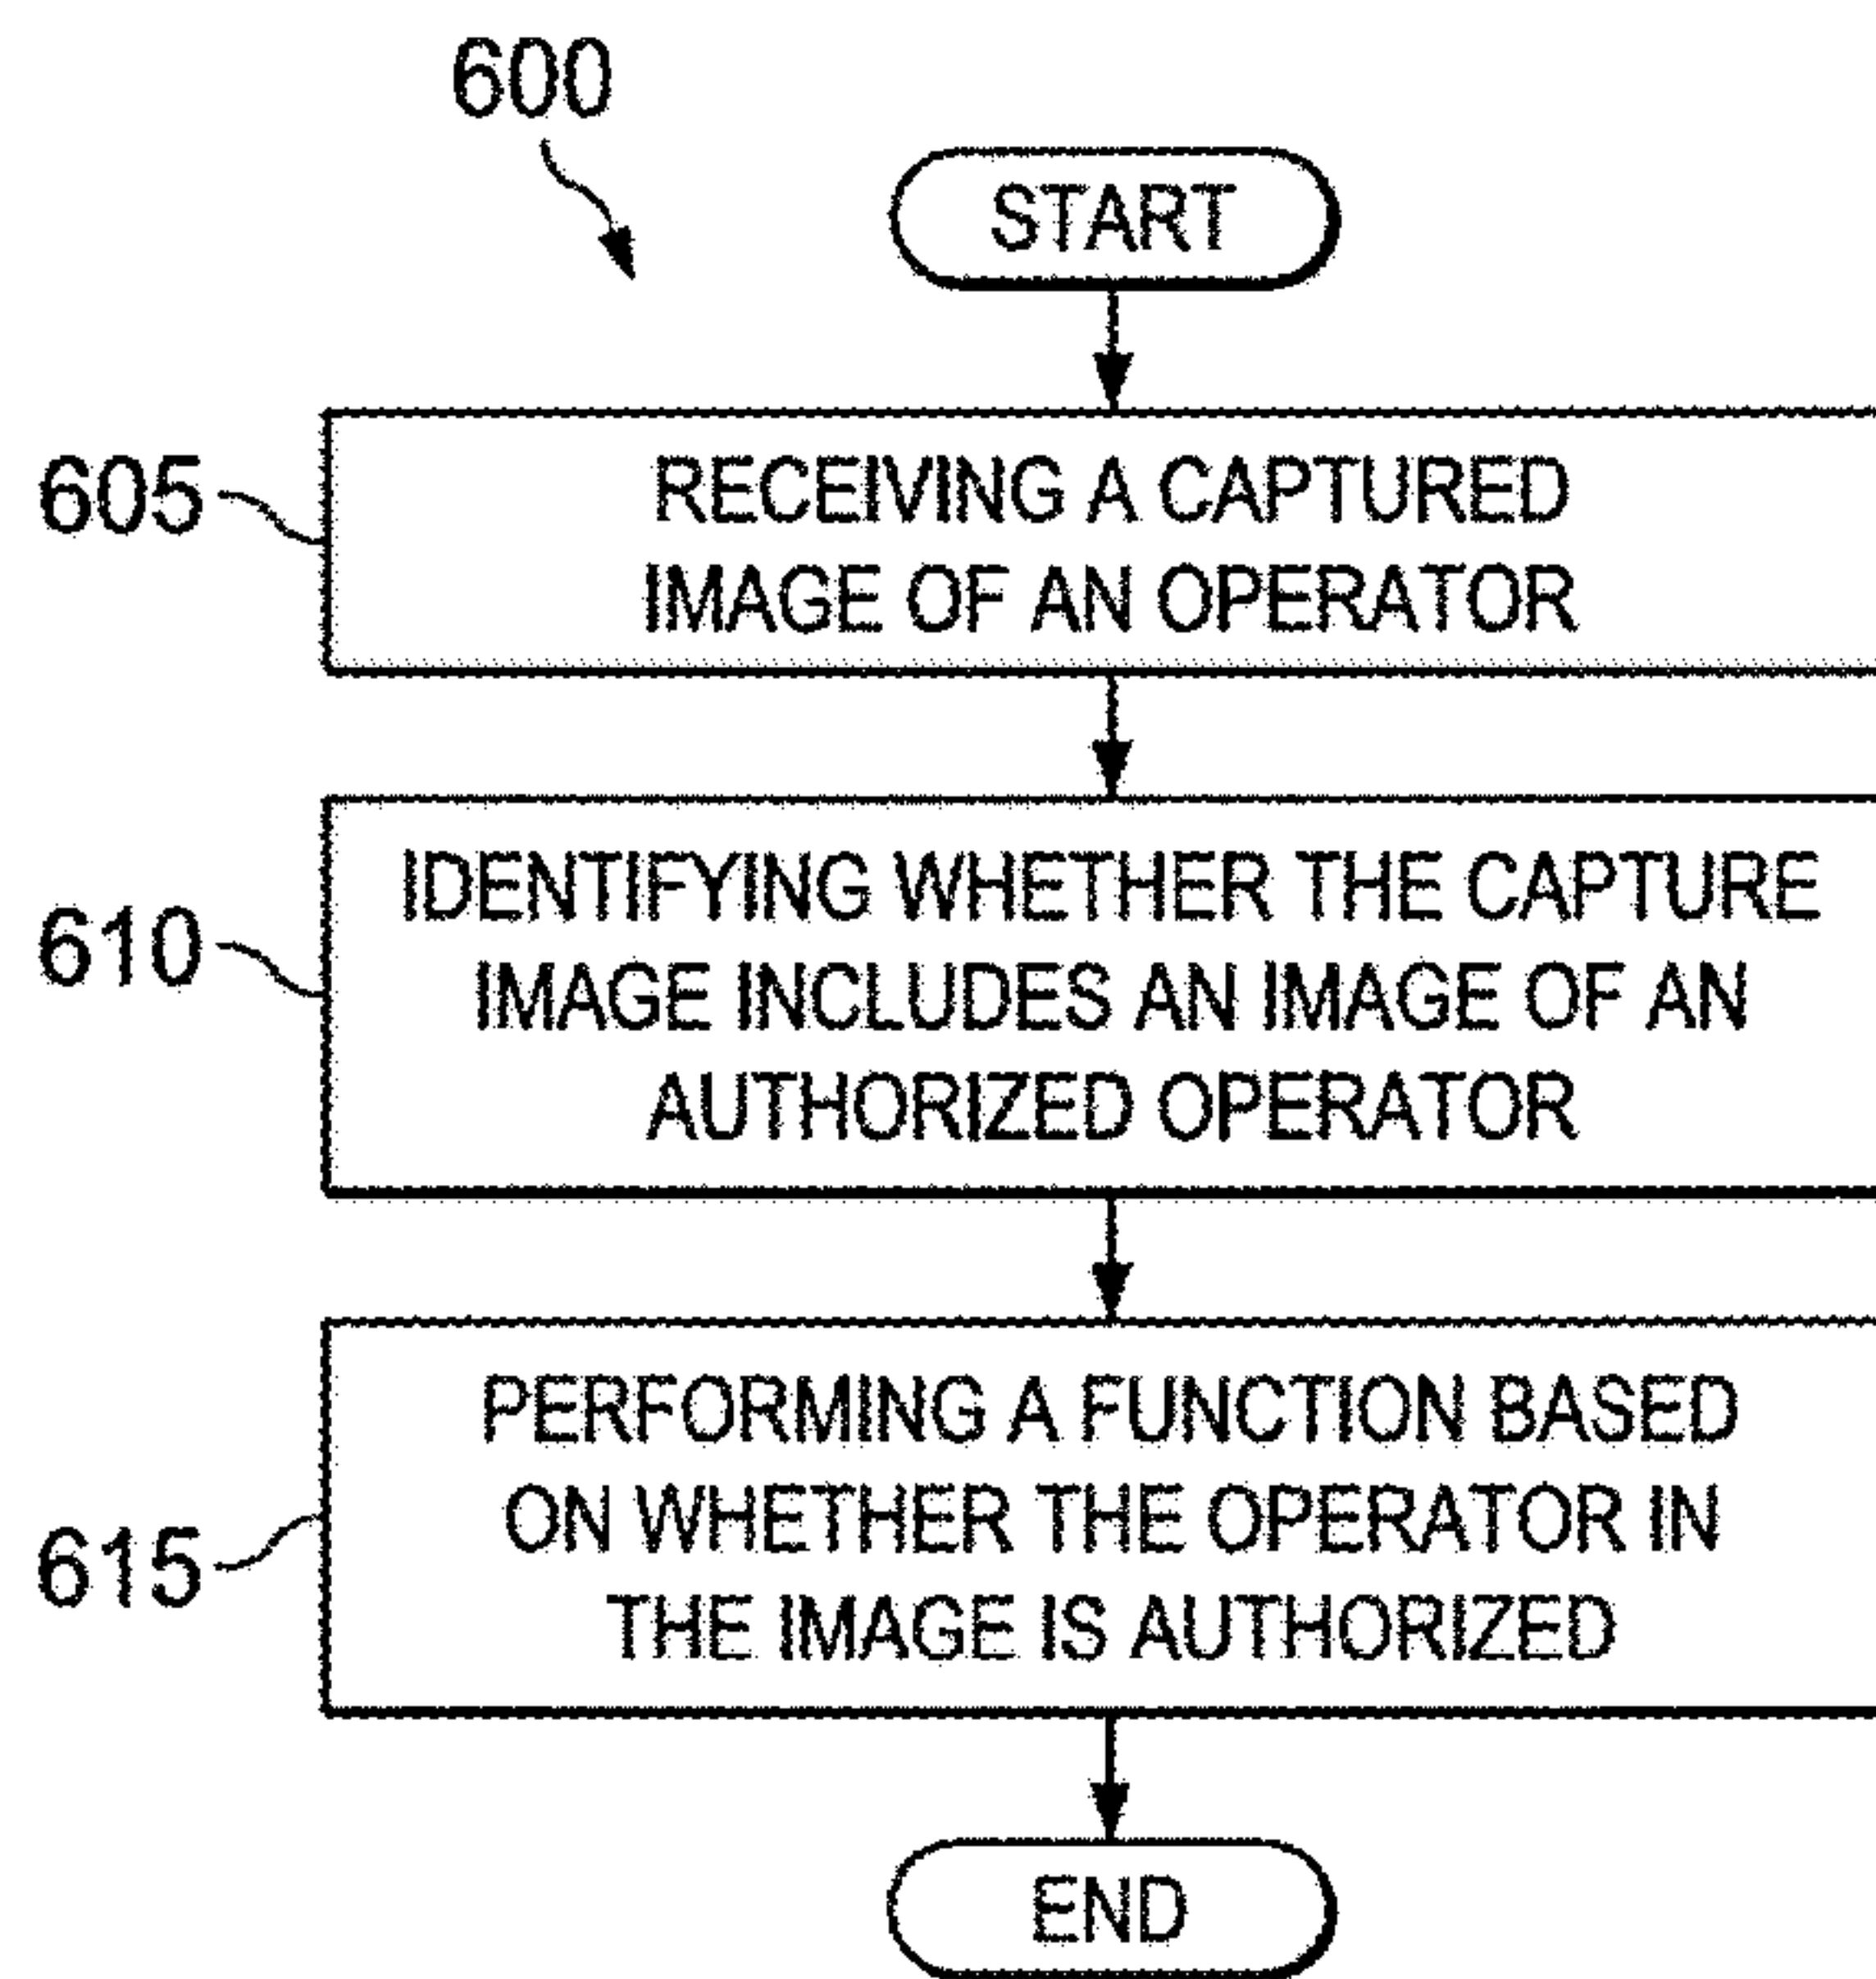 600
START
605
RECEIVING A CAPTURED
IMAGE OF AN OPERATOR
610
IDENTIFYING WHETHER THE CAPTURE
IMAGE INCLUDES AN IMAGE OF AN
AUTHORIZED OPERATOR
615
PERFORMING A FUNCTION BASED
ON WHETHER THE OPERATOR IN
THE IMAGE IS AUTHORIZED
END